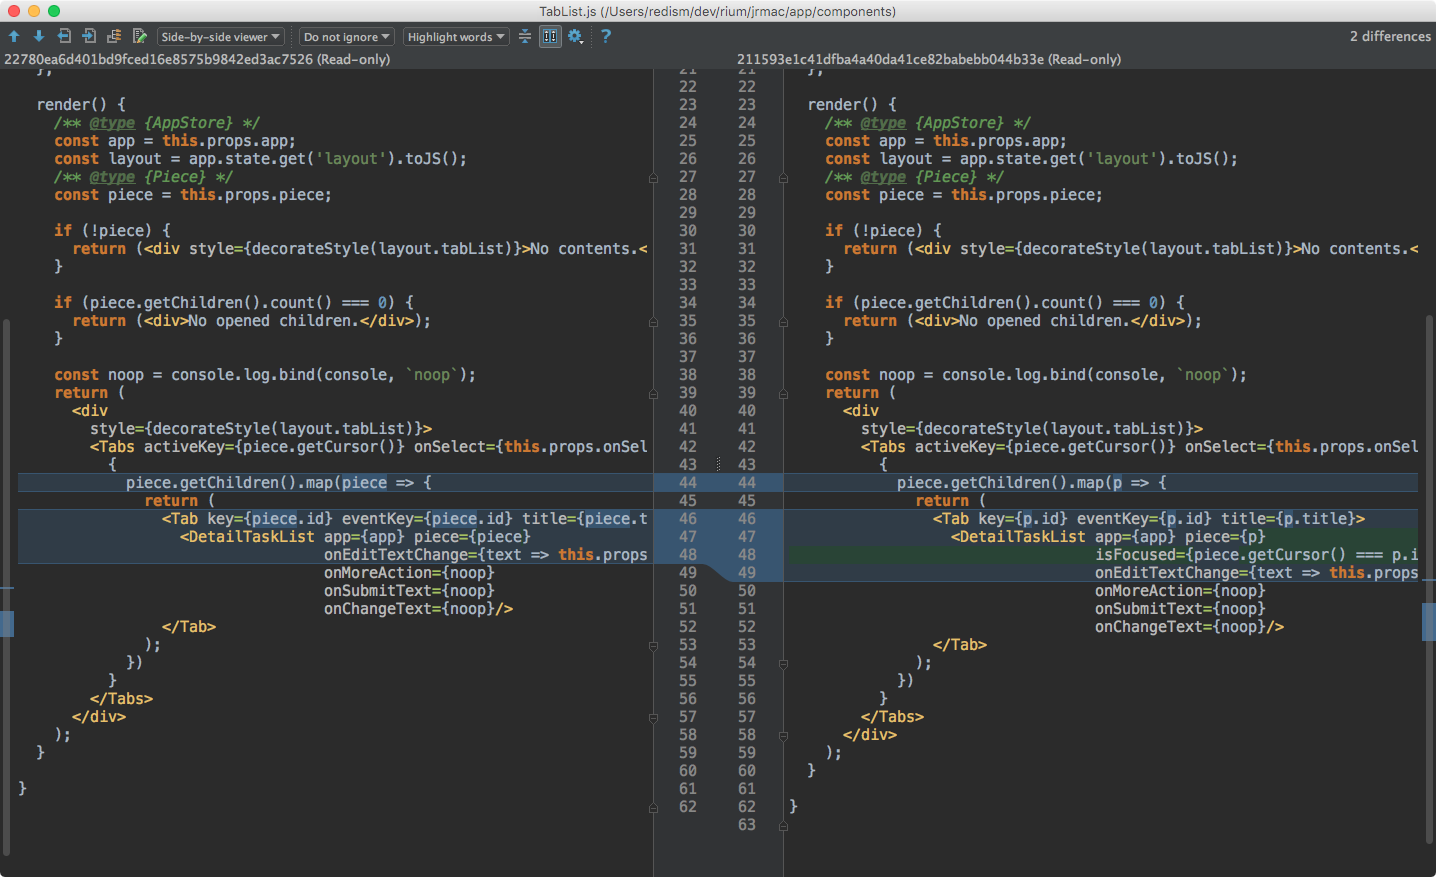 TabList.js (/Users/redism/dev/rium/jrmac/app/components)
Side-by-side viewer
Do not ignore
Highlight words
?
2 differences
22780ea6d401bd9fced16e8575b9842ed3ac7526 (Read-only)
211593e1c41dfba4a40da41ce82babebb044b33e (Read-only)
};
21 21
};
22 22
render() {
23 23
render() {
/** @type {AppStore} */
24 24
/** @type {AppStore} */
const app = this.props.app;
25 25
const app = this.props.app;
const layout = app.state.get('layout').toJS();
26 26
const layout = app.state.get('layout').toJS();
/** @type {Piece} */
27 27
/** @type {Piece} */
const piece = this.props.piece;
28 28
const piece = this.props.piece;
29 29
if (!piece) {
30 30
if (!piece) {
return (<div style={decorateStyle(layout.tabList)}>No contents.<
31 31
return (<div style={decorateStyle(layout.tabList)}>No contents.<
}
32 32
}
33 33
if (piece.getChildren().count() === 0) {
34 34
if (piece.getChildren().count() === 0) {
return (<div>No opened children.</div>);
35 35
return (<div>No opened children.</div>);
}
36 36
}
37 37
const noop = console.log.bind(console, `noop`);
38 38
const noop = console.log.bind(console, `noop`);
return (
39 39
return (
<div
40 40
<div
style={decorateStyle(layout.tabList)}>
41 41
style={decorateStyle(layout.tabList)}>
<Tabs activeKey={piece.getCursor()} onSelect={this.props.onSel
42 42
<Tabs activeKey={piece.getCursor()} onSelect={this.props.onSel
{
43 43
{
piece.getChildren().map(piece => {
44 44
piece.getChildren().map(p => {
return (
45 45
return (
<Tab key={piece.id} eventKey={piece.id} title={piece.t
46 46
<Tab key={p.id} eventKey={p.id} title={p.title}>
<DetailTaskList app={app} piece={piece}
47 47
<DetailTaskList app={app} piece={p}
onEditTextChange={text => this.props
48 48
isFocused={piece.getCursor() === p.i
onMoreAction={noop}
49 49
onEditTextChange={text => this.props
onSubmitText={noop}
50 50
onMoreAction={noop}
onChangeText={noop}/>
51 51
onSubmitText={noop}
</Tab>
52 52
onChangeText={noop}/>
);
53 53
</Tab>
})
54 54
);
}
55 55
})
</Tabs>
56 56
}
</div>
57 57
</Tabs>
);
58 58
</div>
}
59 59
);
60 60
}
}
61 61
62 62
}
63